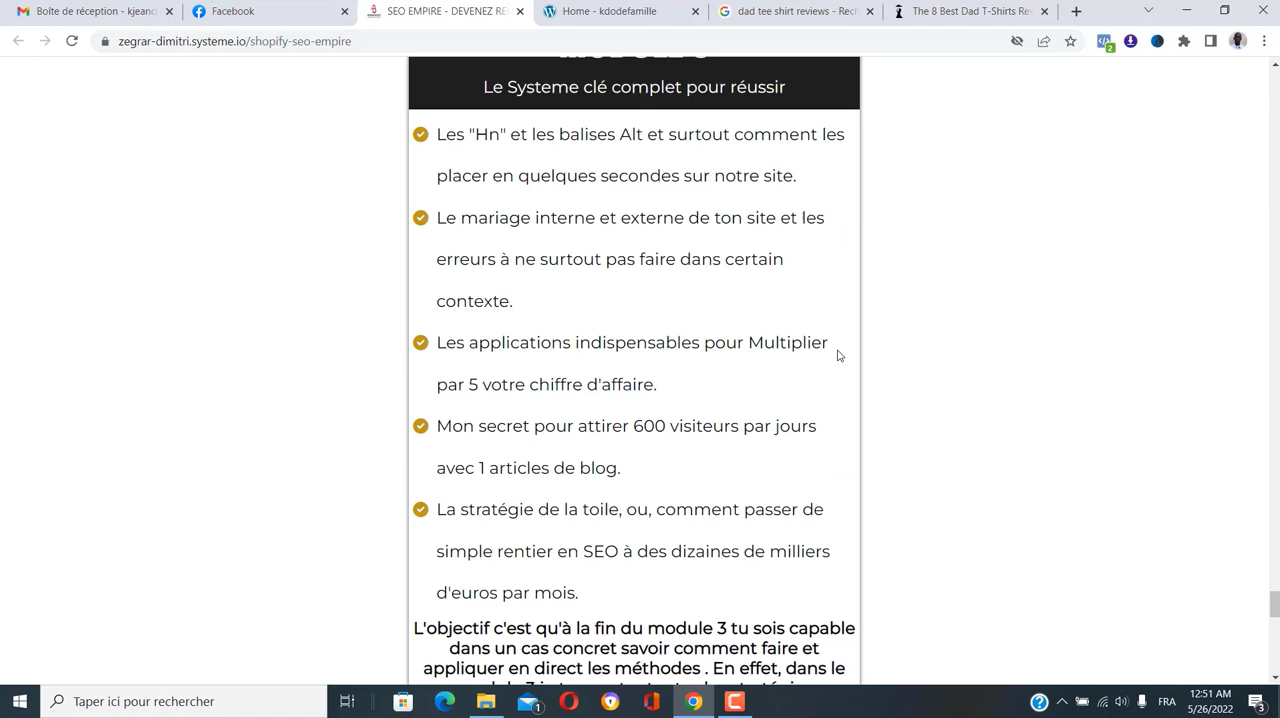 Boîte de réception - kieanc
Facebook
SEO EMPIRE - DEVENEZ RE
Home - kdodefamille
dad tee shirt reviews - Rech
The 8 Best Dad T-Shirts Rev
zegrar-dimitri.systeme.io/shopify-seo-empire
2
Le Systeme clé complet pour réussir
Les "Hn" et les balises Alt et surtout comment les
placer en quelques secondes sur notre site.
Le mariage interne et externe de ton site et les
erreurs à ne surtout pas faire dans certain
contexte.
Les applications indispensables pour Multiplier
par 5 votre chiffre d'affaire.
Mon secret pour attirer 600 visiteurs par jours
avec 1 articles de blog.
La stratégie de la toile, ou, comment passer de
simple rentier en SEO à des dizaines de milliers
d'euros par mois.
L'objectif c'est qu'à la fin du module 3 tu sois capable
dans un cas concret savoir comment faire et
appliquer en direct les méthodes . En effet, dans le
Taper ici pour rechercher
1
FRA
12:51 AM
5/26/2022
3